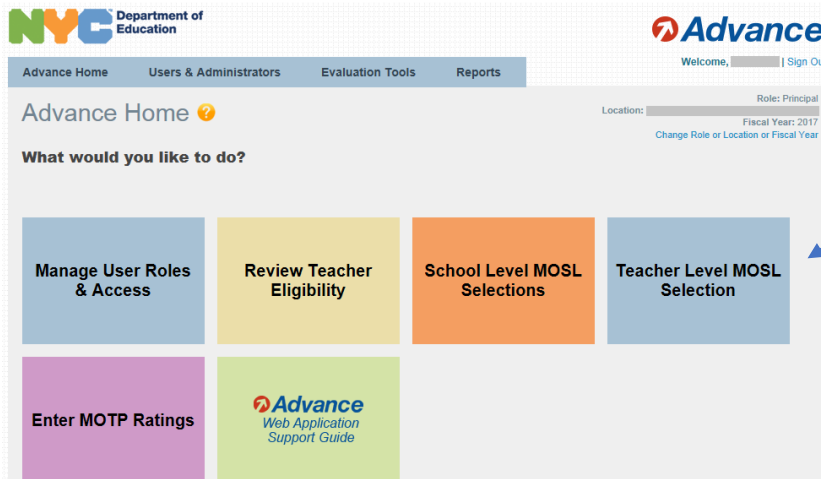 NYC Department of
Education
Advance
Welcome, | Sign Ou
Advance Home Users & Administrators Evaluation Tools Reports
Advance Home ?
Role: Principal
Location:
Fiscal Year: 2017
Change Role or Location or Fiscal Year
What would you like to do?
Manage User Roles
& Access
Review Teacher
Eligibility
School Level MOSL
Selections
Teacher Level MOSL
Selection
Enter MOTP Ratings
Advance
Web Application
Support Guide